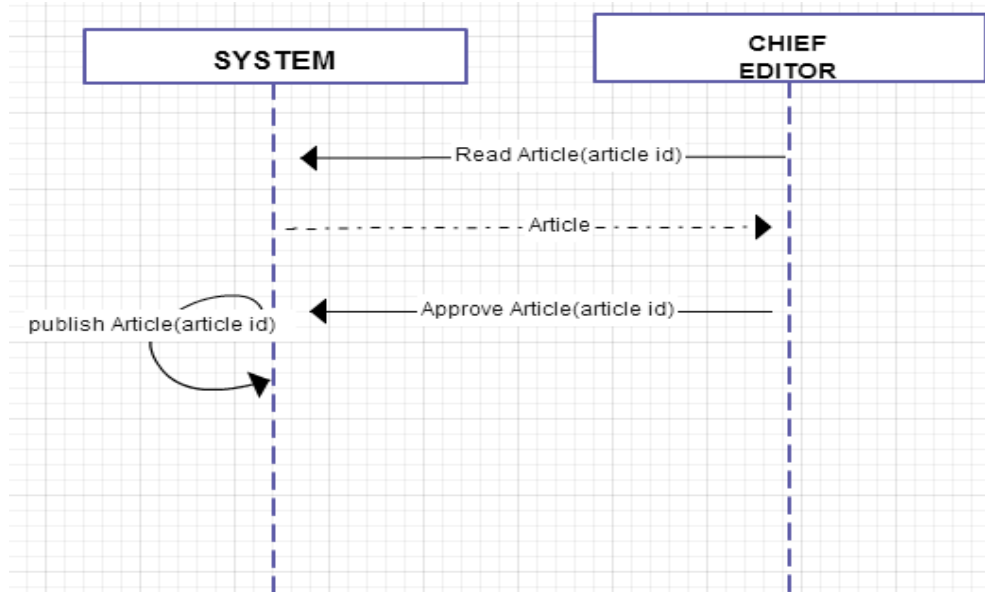 SYSTEM
CHIEF
EDITOR
Read Article(article id)
Article
Approve Article(article id)
publish Article(article id)